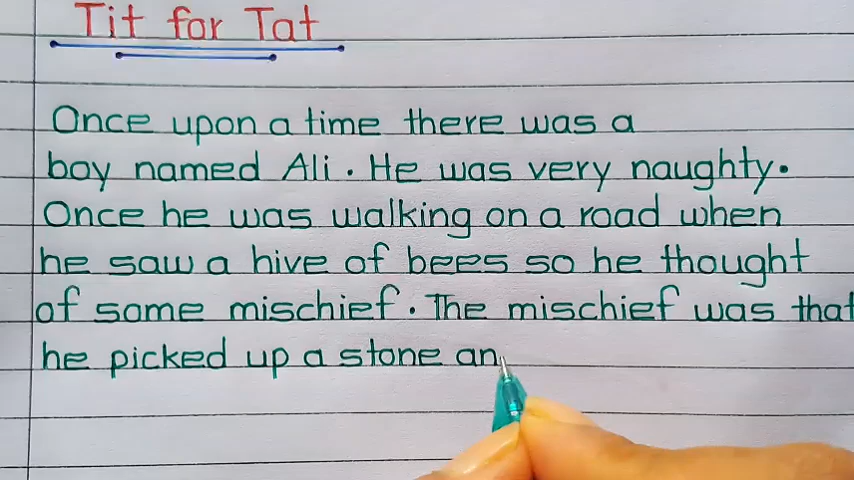 Tit for Tat
Once upon a time there was a
boy named Ali. He was very naughty.
Once he was walking on a road when
he saw a hive of bees so he thought
of some mischief. The mischief was that
he picked up a stone an